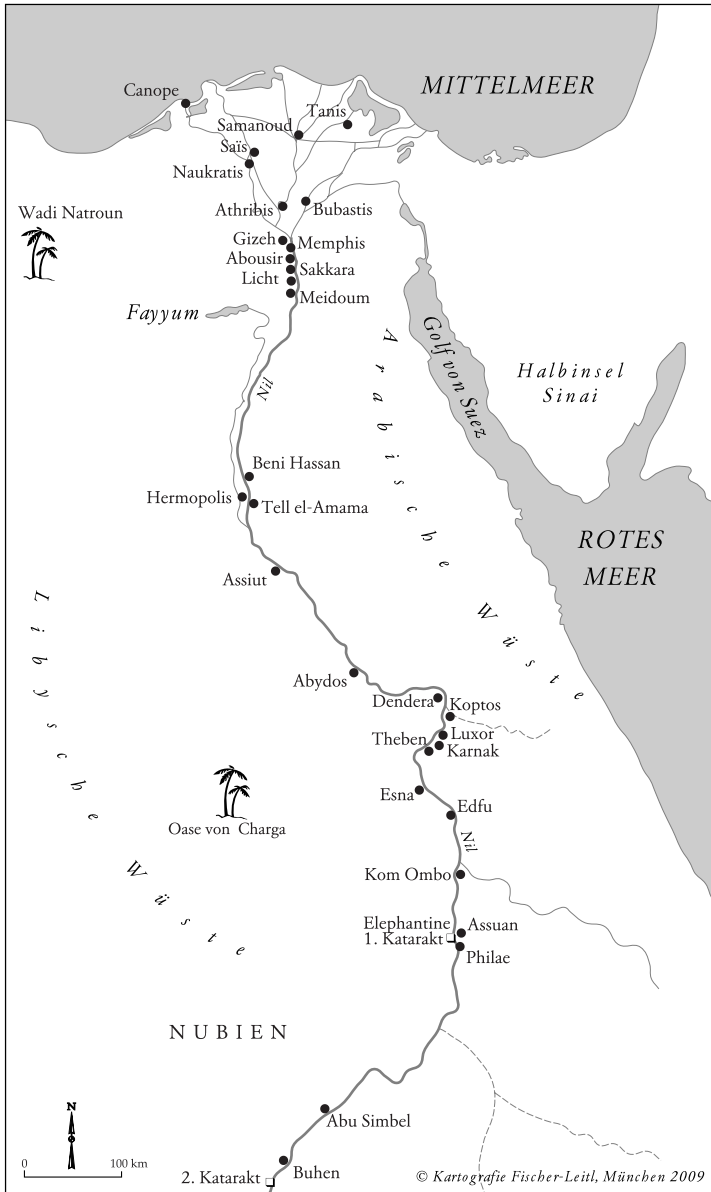 MITTELMEER
Canope
Tanis
Samanoud
Saïs
Naukratis
Wadi Natroun
Athribis
Bubastis
Gizeh
Memphis
Abousir
Sakkara
Licht
Meidoum
Fayyum
Golf von Suez
Arabische Wüste
Halbinsel
Sinai
Nil
Beni Hassan
Hermopolis
Tell el-Amama
ROTES
MEER
Assiut
Libysche Wüste
Abydos
Dendera
Koptos
Luxor
Theben
Karnak
Esna
Edfu
Oase von Charga
Nil
Kom Ombo
Elephantine
1. Katarakt
Assuan
Philae
NUBIEN
Abu Simbel
N
0
100 km
Buhen
2. Katarakt
© Kartografie Fischer-Leitl, München 2009